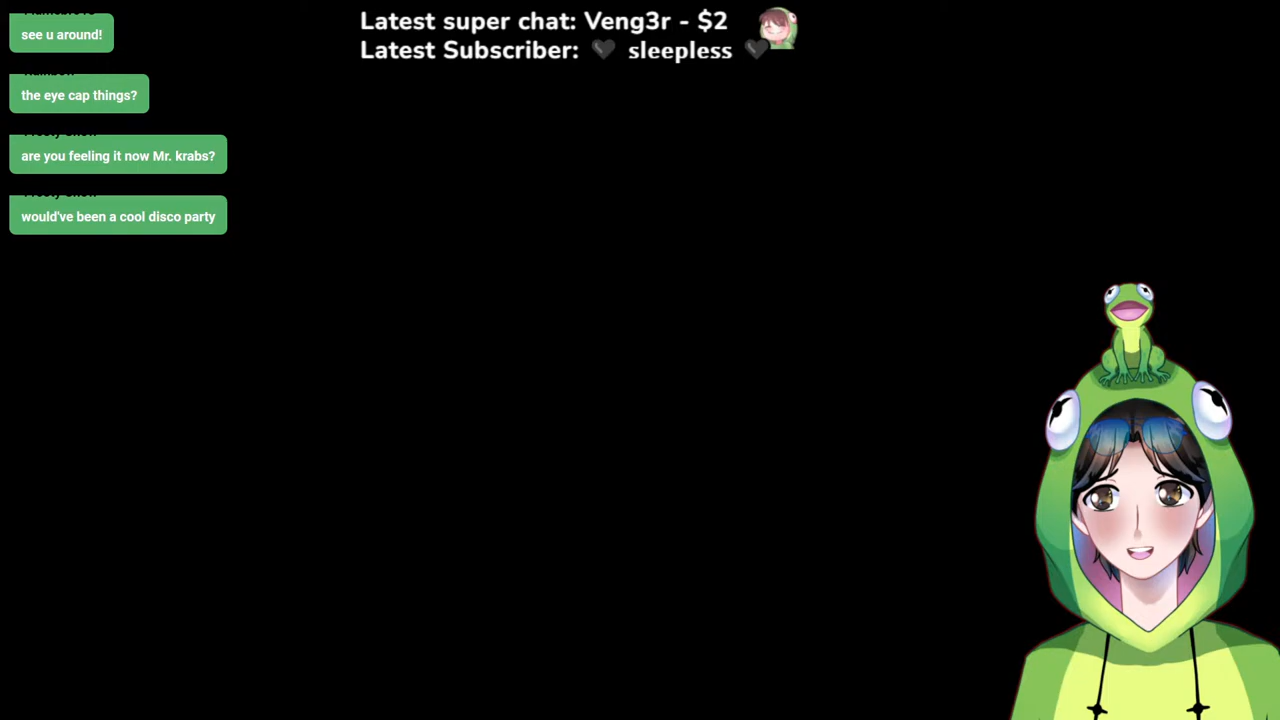 Latest super chat: Veng3r - $2
Latest Subscriber: 🖤 sleepless 🖤
see u around!
the eye cap things?
are you feeling it now Mr. krabs?
would've been a cool disco party